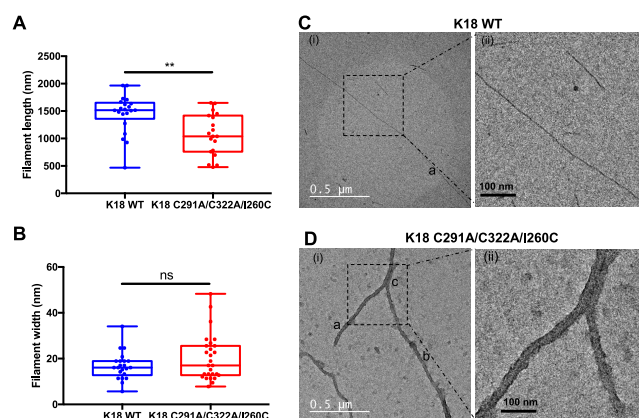 A
**
Filament length (nm)
2500
2000
1500
1000
500
0
K18 WT
K18 C291A/C322A/I260C
B
ns
Filament width (nm)
60
40
20
0
K18 WT
K18 C291A/C322A/I260C
C
K18 WT
(i)
a
0.5 µm
(ii)
100 nm
D
K18 C291A/C322A/I260C
(i)
c
a
b
0.5 µm
(ii)
100 nm